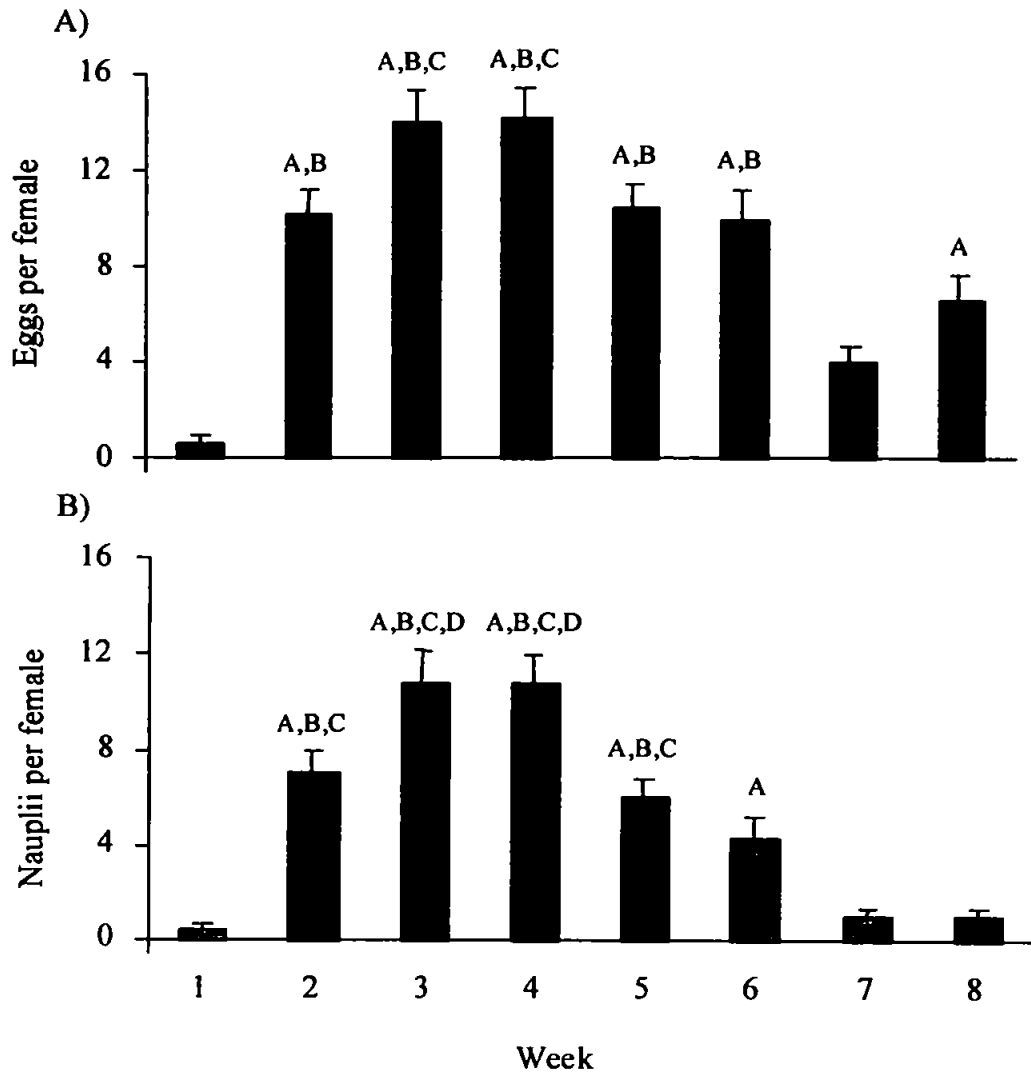 A)
A,B,C A,B,C
16
A,B
A,B
A,B
12
A
8
4
0
Eggs per female
B)
16
A,B,C,D A,B,C,D
12
A,B,C
A,B,C
8
A
4
0
Nauplii per female
1 2 3 4 5 6 7 8
Week